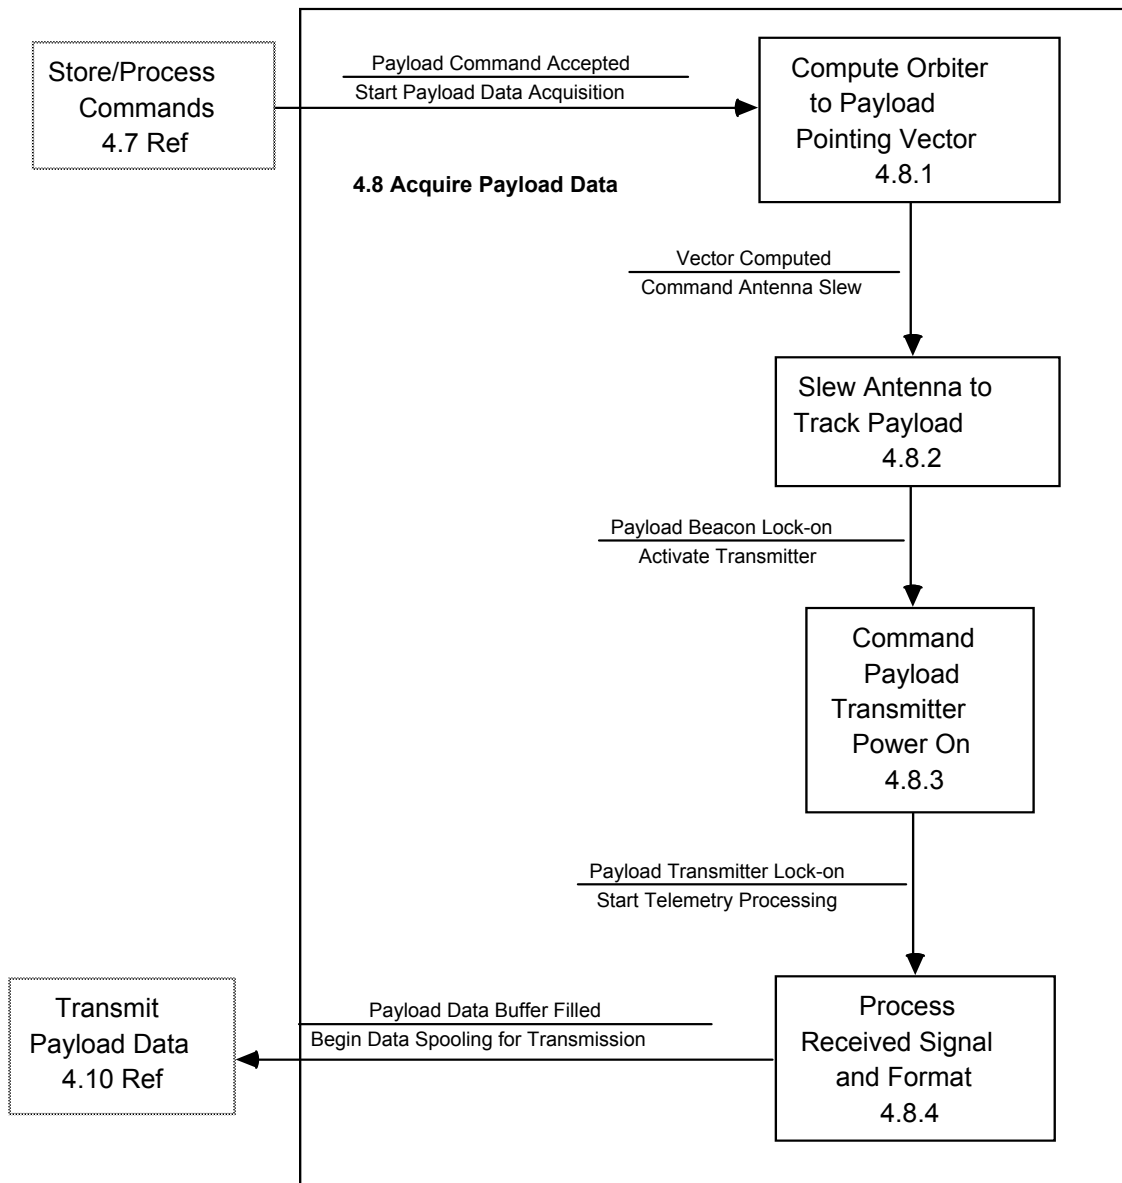 Store/Process
Commands
4.7 Ref
Payload Command Accepted
Start Payload Data Acquisition
Compute Orbiter
to Payload
Pointing Vector
4.8.1
4.8 Acquire Payload Data
Vector Computed
Command Antenna Slew
Slew Antenna to
Track Payload
4.8.2
Payload Beacon Lock-on
Activate Transmitter
Command
Payload
Transmitter
Power On
4.8.3
Payload Transmitter Lock-on
Start Telemetry Processing
Process
Received Signal
and Format
4.8.4
Payload Data Buffer Filled
Begin Data Spooling for Transmission
Transmit
Payload Data
4.10 Ref